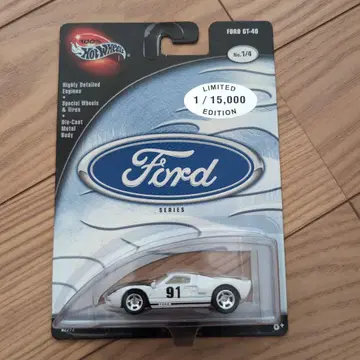 100%
Hot Wheels
FORD GT-40
No.1/4
Highly Detailed
Engines
Special Wheels
& Tires
Die-Cast
Metal
Body
LIMITED
1 / 15,000
EDITION
Ford
SERIES
91